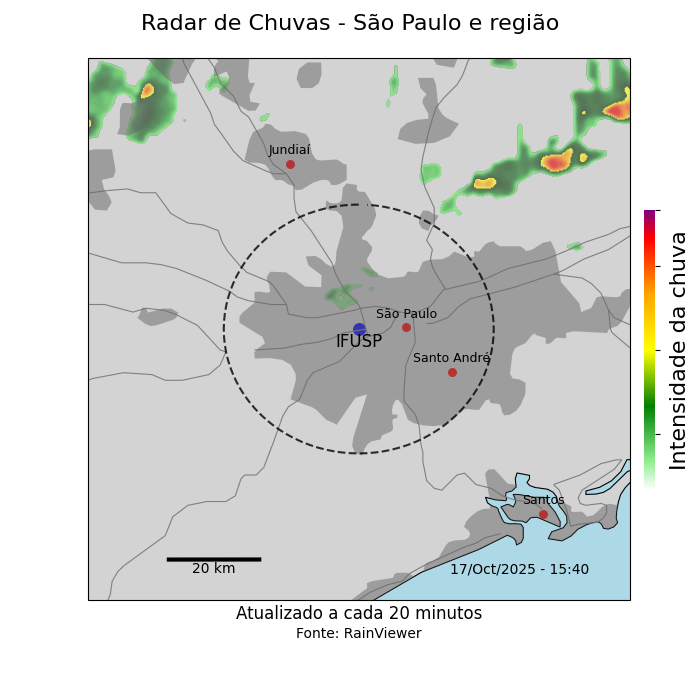 Radar de Chuvas - São Paulo e região
Jundiaí
São Paulo
IFUSP
Santo André
Intensidade da chuva
Santos
20 km
17/Oct/2025 - 15:40
Atualizado a cada 20 minutos
Fonte: RainViewer